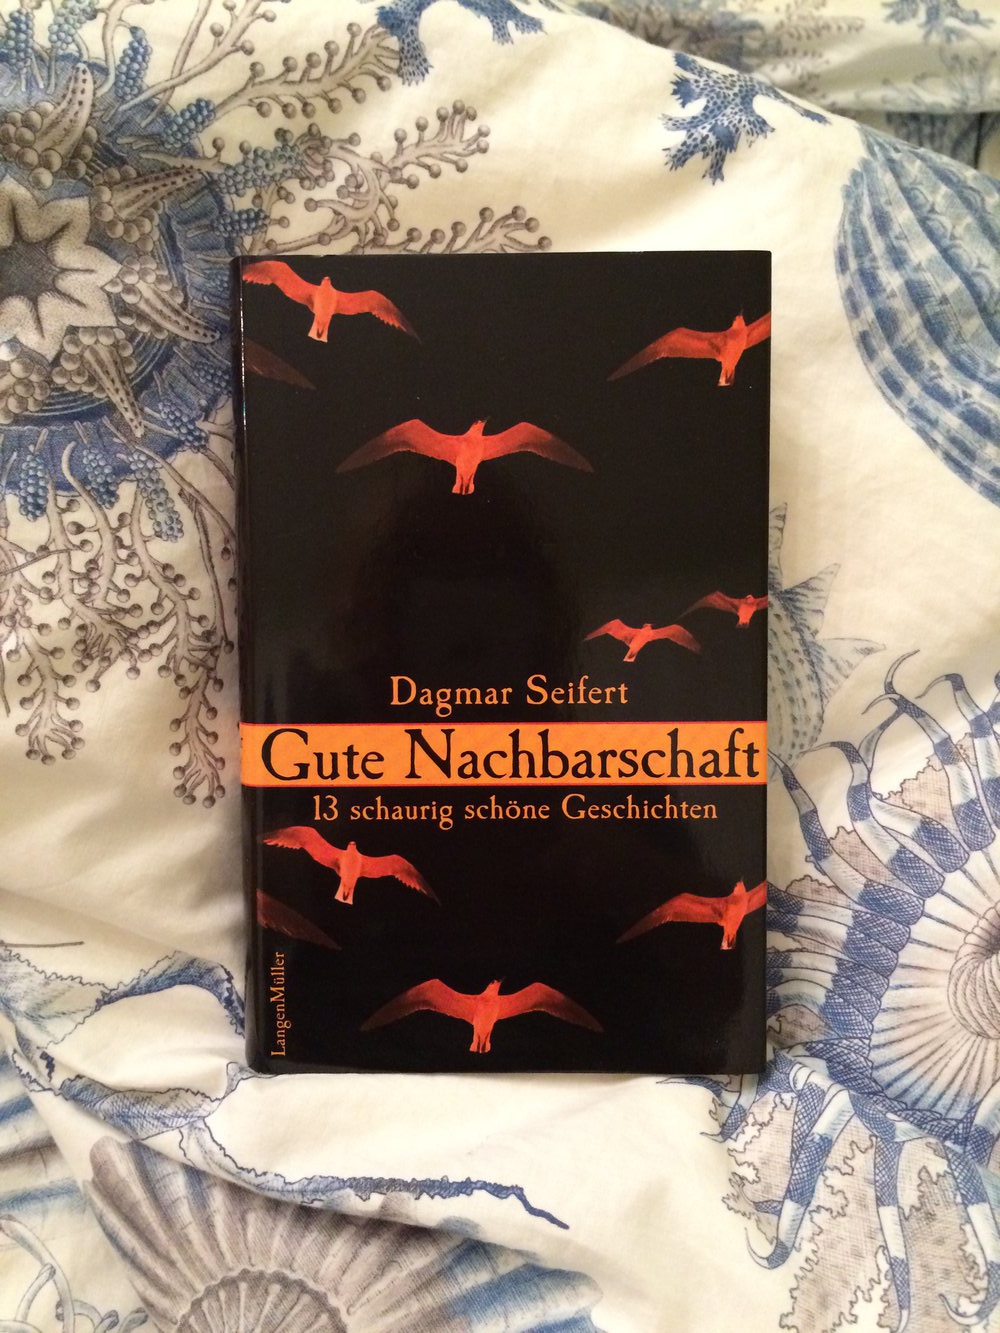 Dagmar Seifert
Gute Nachbarschaft
13 schaurig schöne Geschichten
LangenMüller